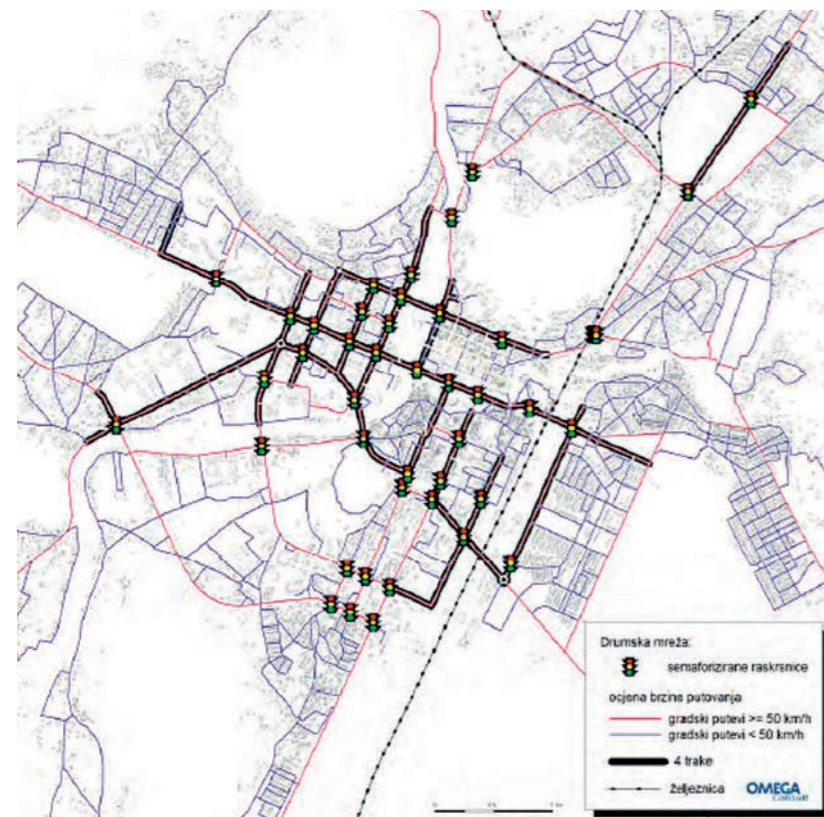 Drumska mreža:
semaforizirane raskrsnice
ocjena brzine putovanja
gradski putevi >= 50 km/h
gradski putevi < 50 km/h
4 trake
željeznica
OMEGA
consult